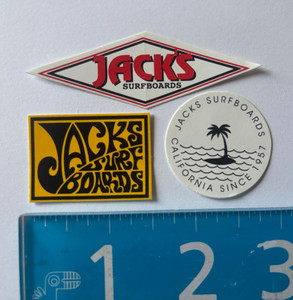 JACK'S
SURFBOARDS
JACKS
SURF
BOARDS
JACKS SURFBOARDS
CALIFORNIA SINCE 1957
1 2 3